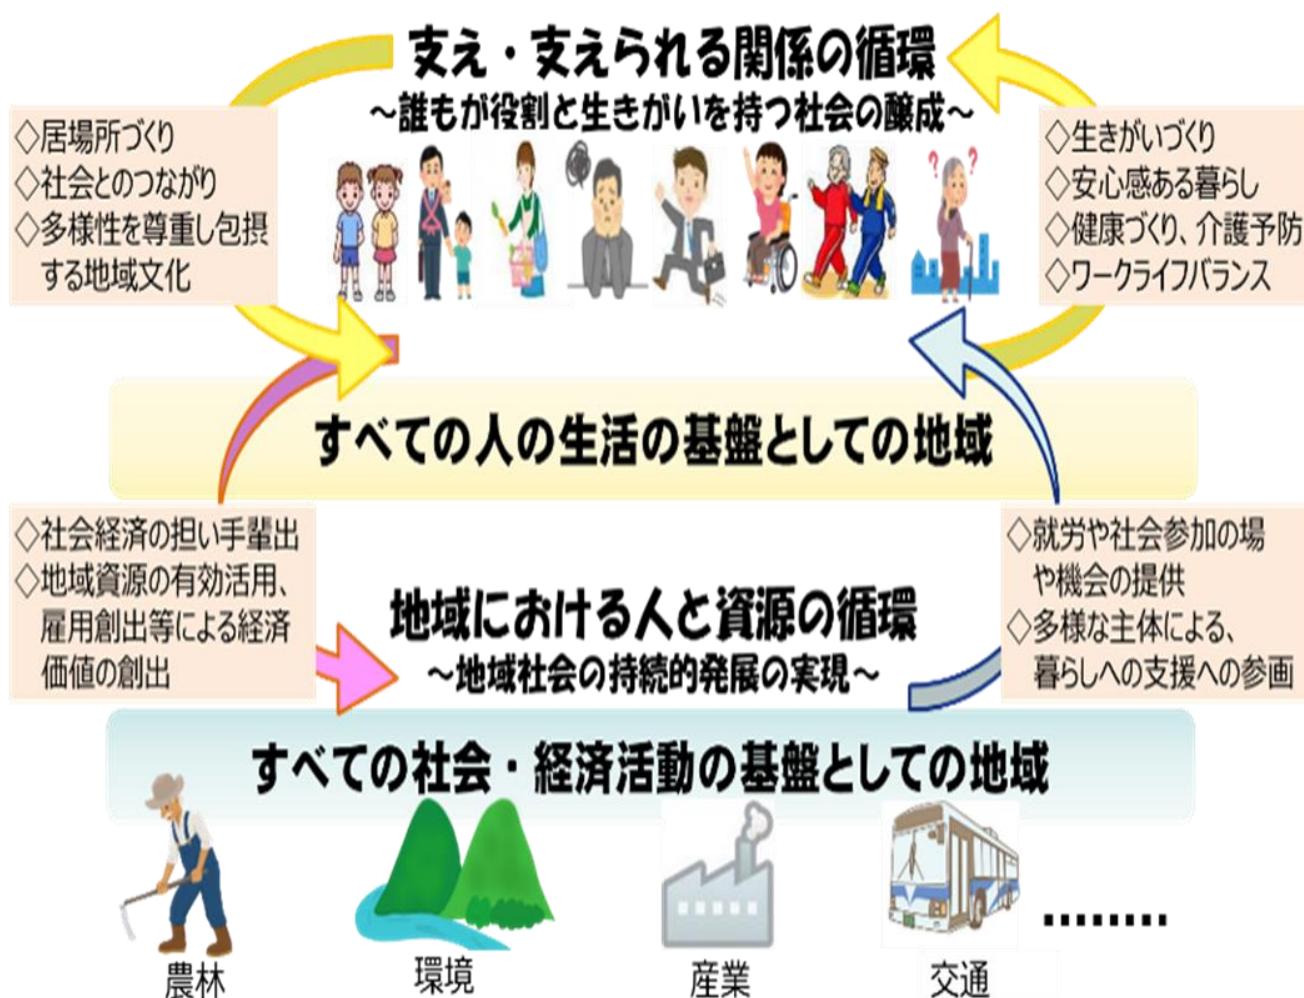 支え・支えられる関係の循環
～誰もが役割と生きがいを持つ社会の醸成～
◇居場所づくり
◇社会とのつながり
◇多様性を尊重し包摂
する地域文化
◇生きがいづくり
◇安心感ある暮らし
◇健康づくり、介護予防
◇ワークライフバランス
? ?
すべての人の生活の基盤としての地域
◇社会経済の担い手輩出
◇地域資源の有効活用、
雇用創出等による経済
価値の創出
◇就労や社会参加の場
や機会の提供
◇多様な主体による、
暮らしへの支援への参画
地域における人と資源の循環
～地域社会の持続的発展の実現～
すべての社会・経済活動の基盤としての地域
農林
環境
産業
交通
………